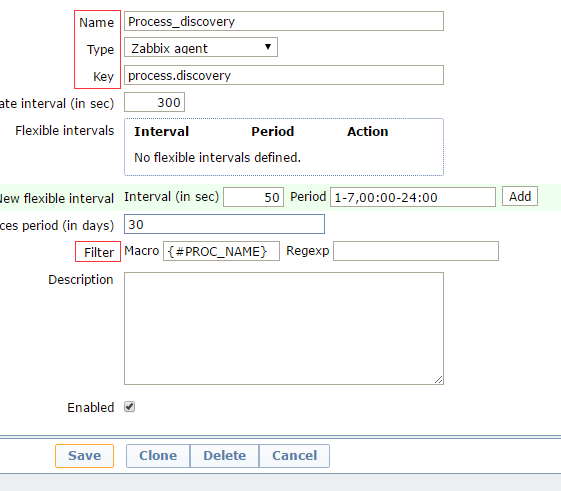 Name Process_discovery
Type Zabbix agent
Key process.discovery
ate interval (in sec) 300
Flexible intervals Interval Period Action
No flexible intervals defined.
New flexible interval Interval (in sec) 50 Period 1-7,00:00-24:00 Add
ces period (in days) 30
Filter Macro {#PROC_NAME} Regexp
Description
Enabled
Save Clone Delete Cancel